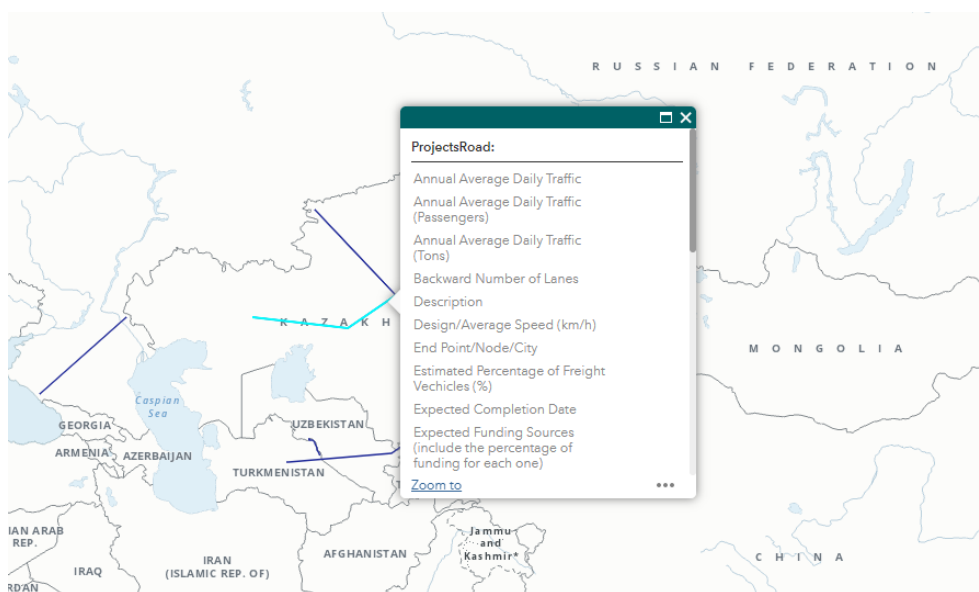 RUSSIAN FEDERATION
ProjectsRoad:
Annual Average Daily Traffic
Annual Average Daily Traffic
(Passengers)
Annual Average Daily Traffic
(Tons)
Backward Number of Lanes
Description
Design/Average Speed (km/h)
End Point/Node/City
Estimated Percentage of Freight
Vechicles (%)
Expected Completion Date
Expected Funding Sources
(include the percentage of
funding for each one)
Zoom to
KAZAKH
MONGOLIA
Caspian
Sea
GEORGIA
UZBEKISTAN
ARMENIA
AZERBAIJAN
TURKMENISTAN
IAN ARAB
REP.
IRAQ
IRAN
(ISLAMIC REP. OF)
AFGHANISTAN
Jammu
and
Kashmir*
CHINA
RDAN